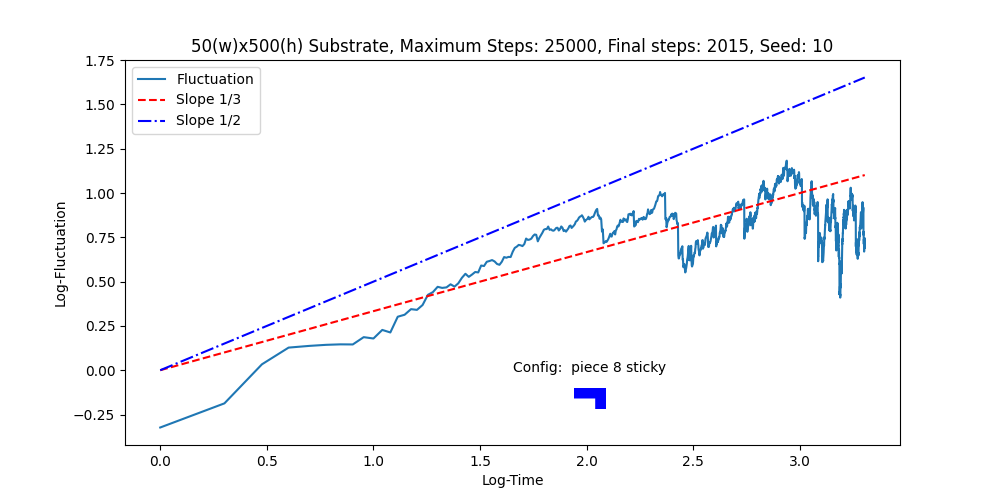 50(w)x500(h) Substrate, Maximum Steps: 25000, Final steps: 2015, Seed: 10
Fluctuation
Slope 1/3
Slope 1/2
1.75
1.50
1.25
1.00
0.75
0.50
0.25
0.00
−0.25
Log-Fluctuation
Config:  piece 8 sticky
0.0
0.5
1.0
1.5
2.0
2.5
3.0
Log-Time